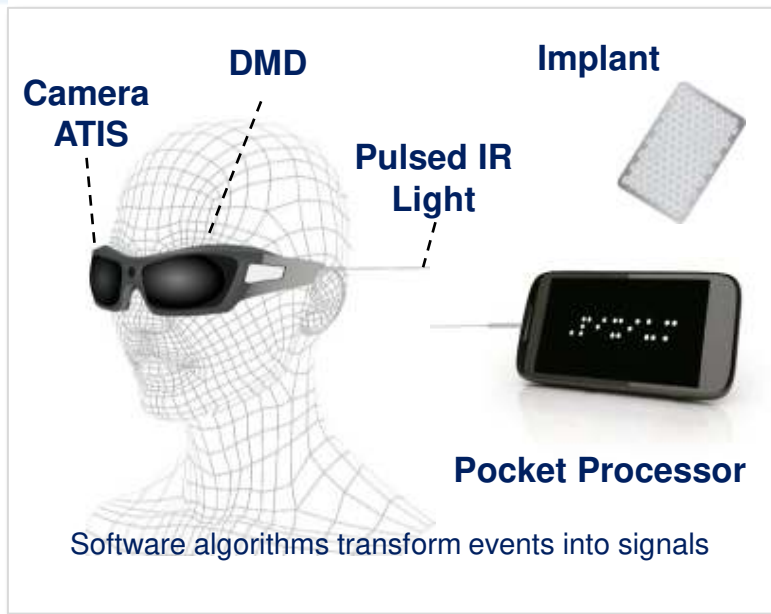 DMD
Implant
Camera
ATIS
Pulsed IR
Light
Pocket Processor
Software algorithms transform events into signals